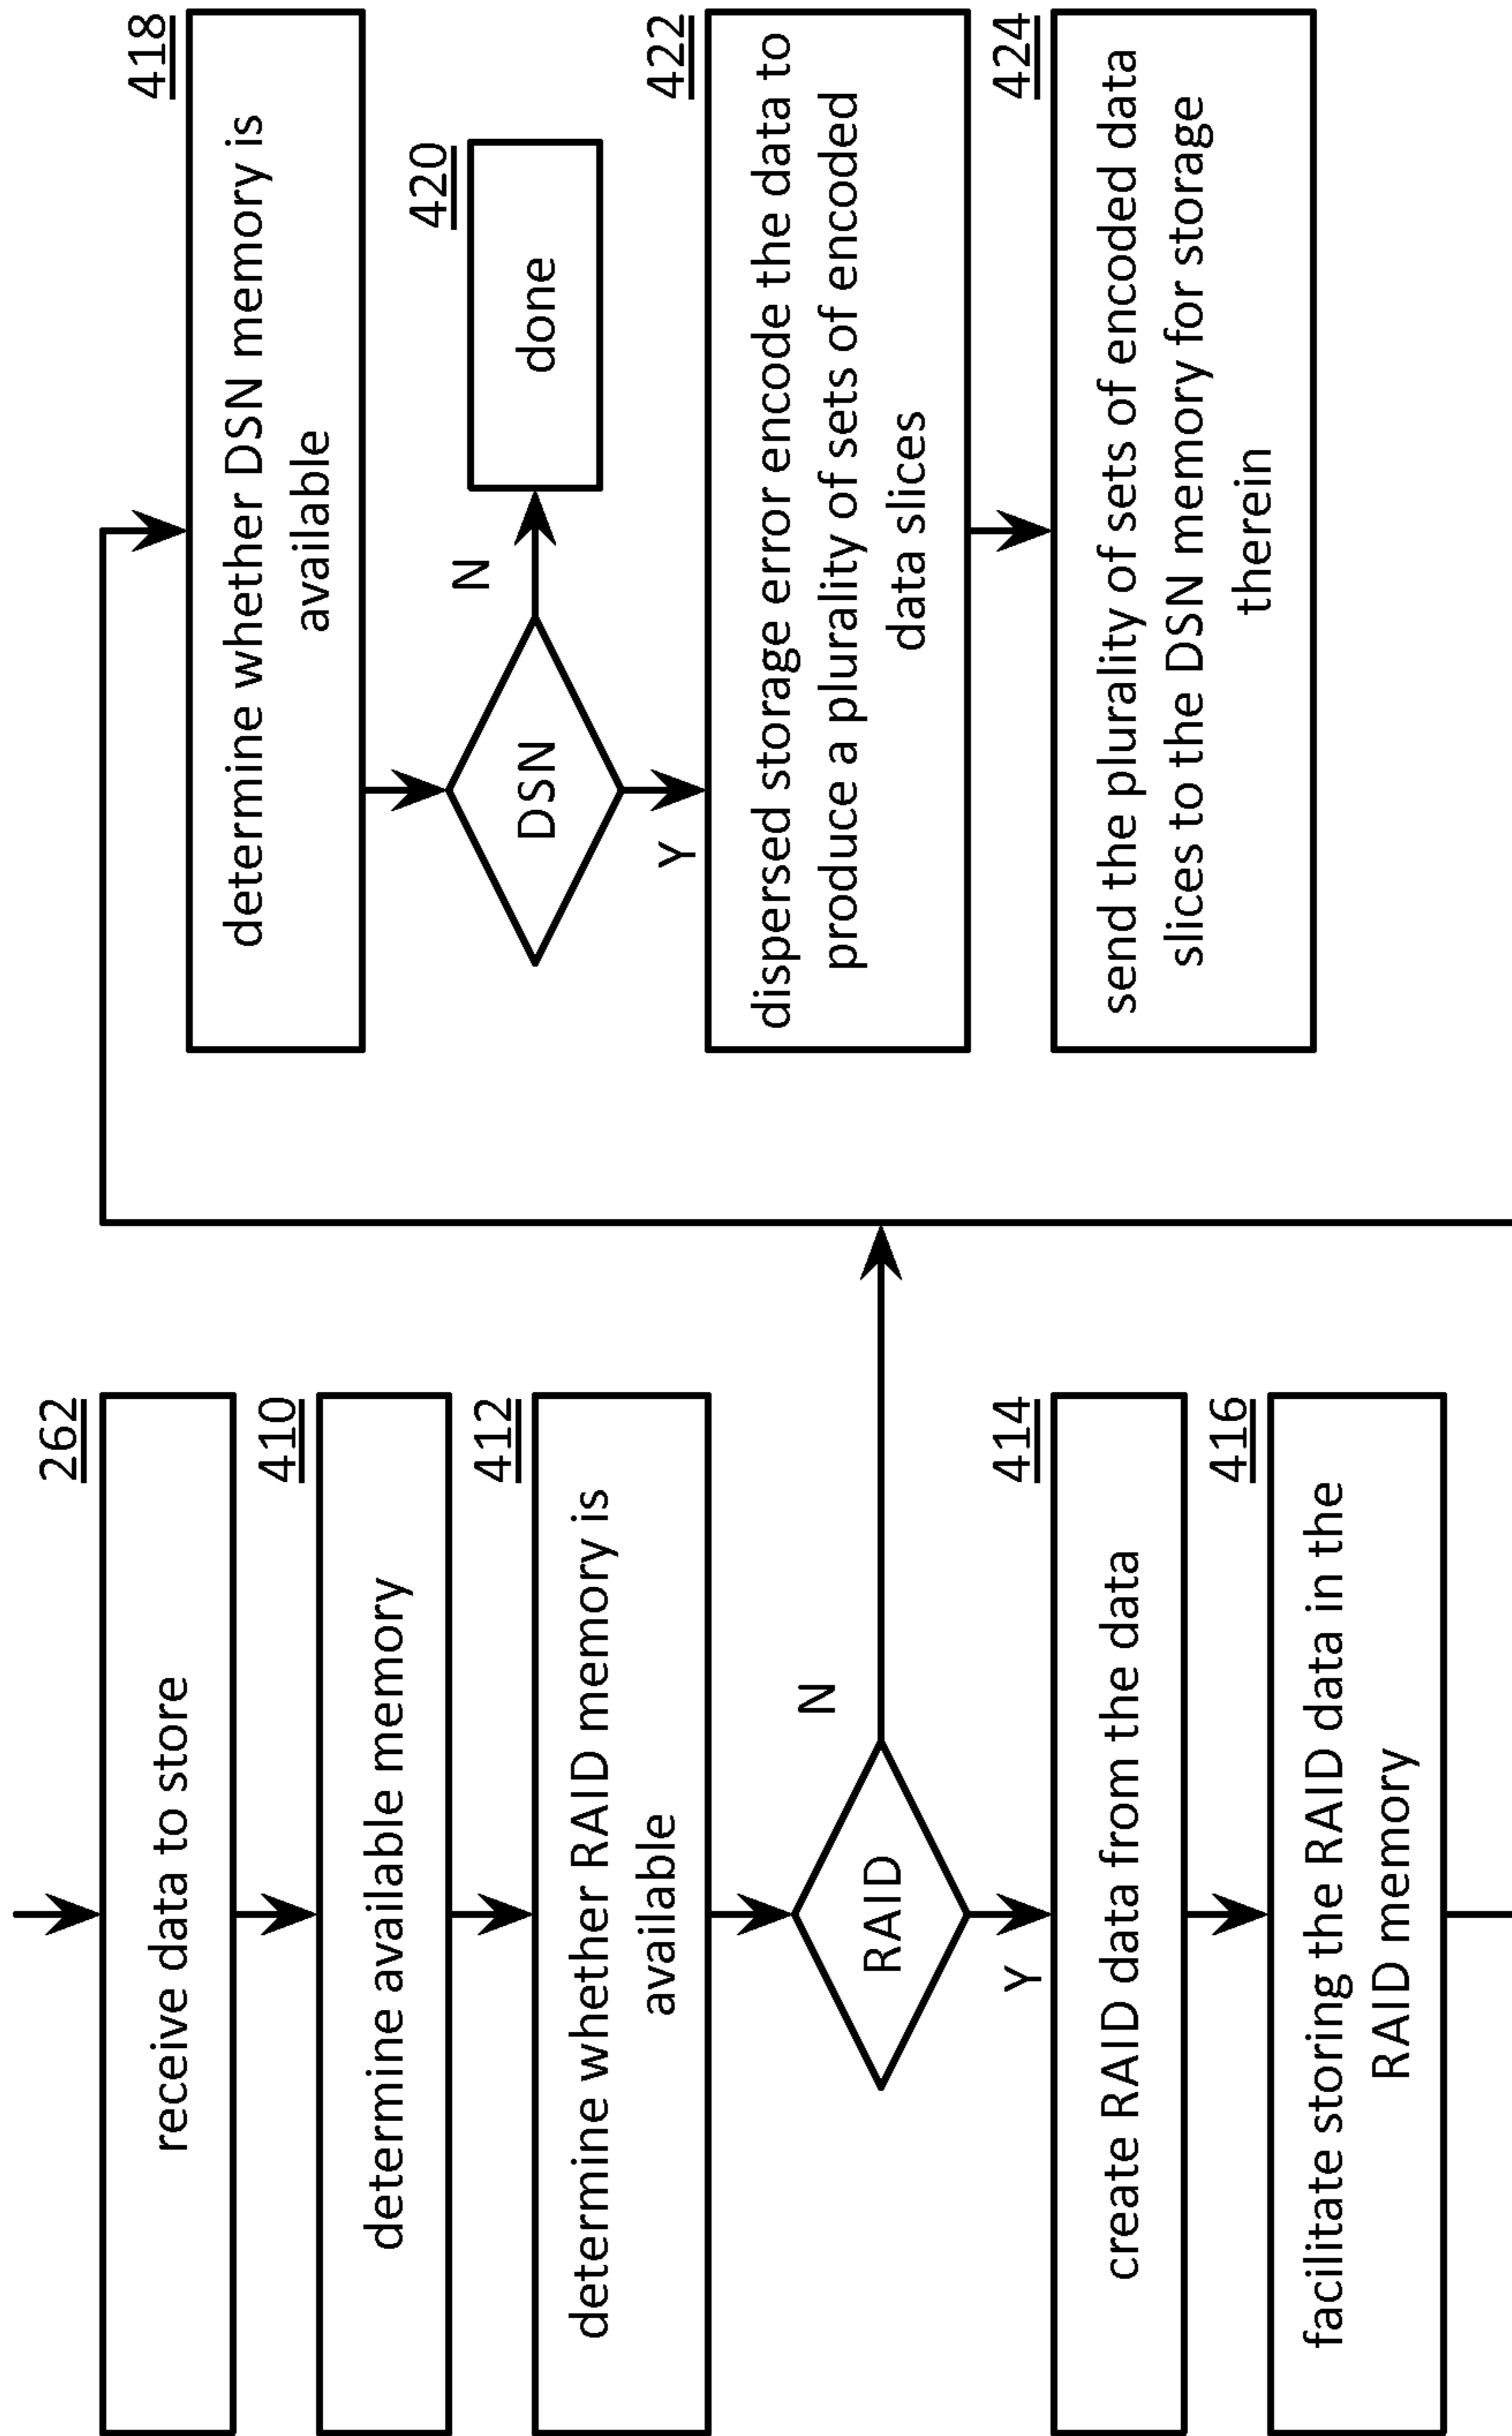 262
receive data to store
410
determine available memory
412
determine whether RAID memory is
available
RAID
N
Y
414
create RAID data from the data
416
facilitate storing the RAID data in the
RAID memory
418
determine whether DSN memory is
available
DSN
N
420
done
Y
422
dispersed storage error encode the data to
produce a plurality of sets of encoded
data slices
424
send the plurality of sets of encoded data
slices to the DSN memory for storage
therein